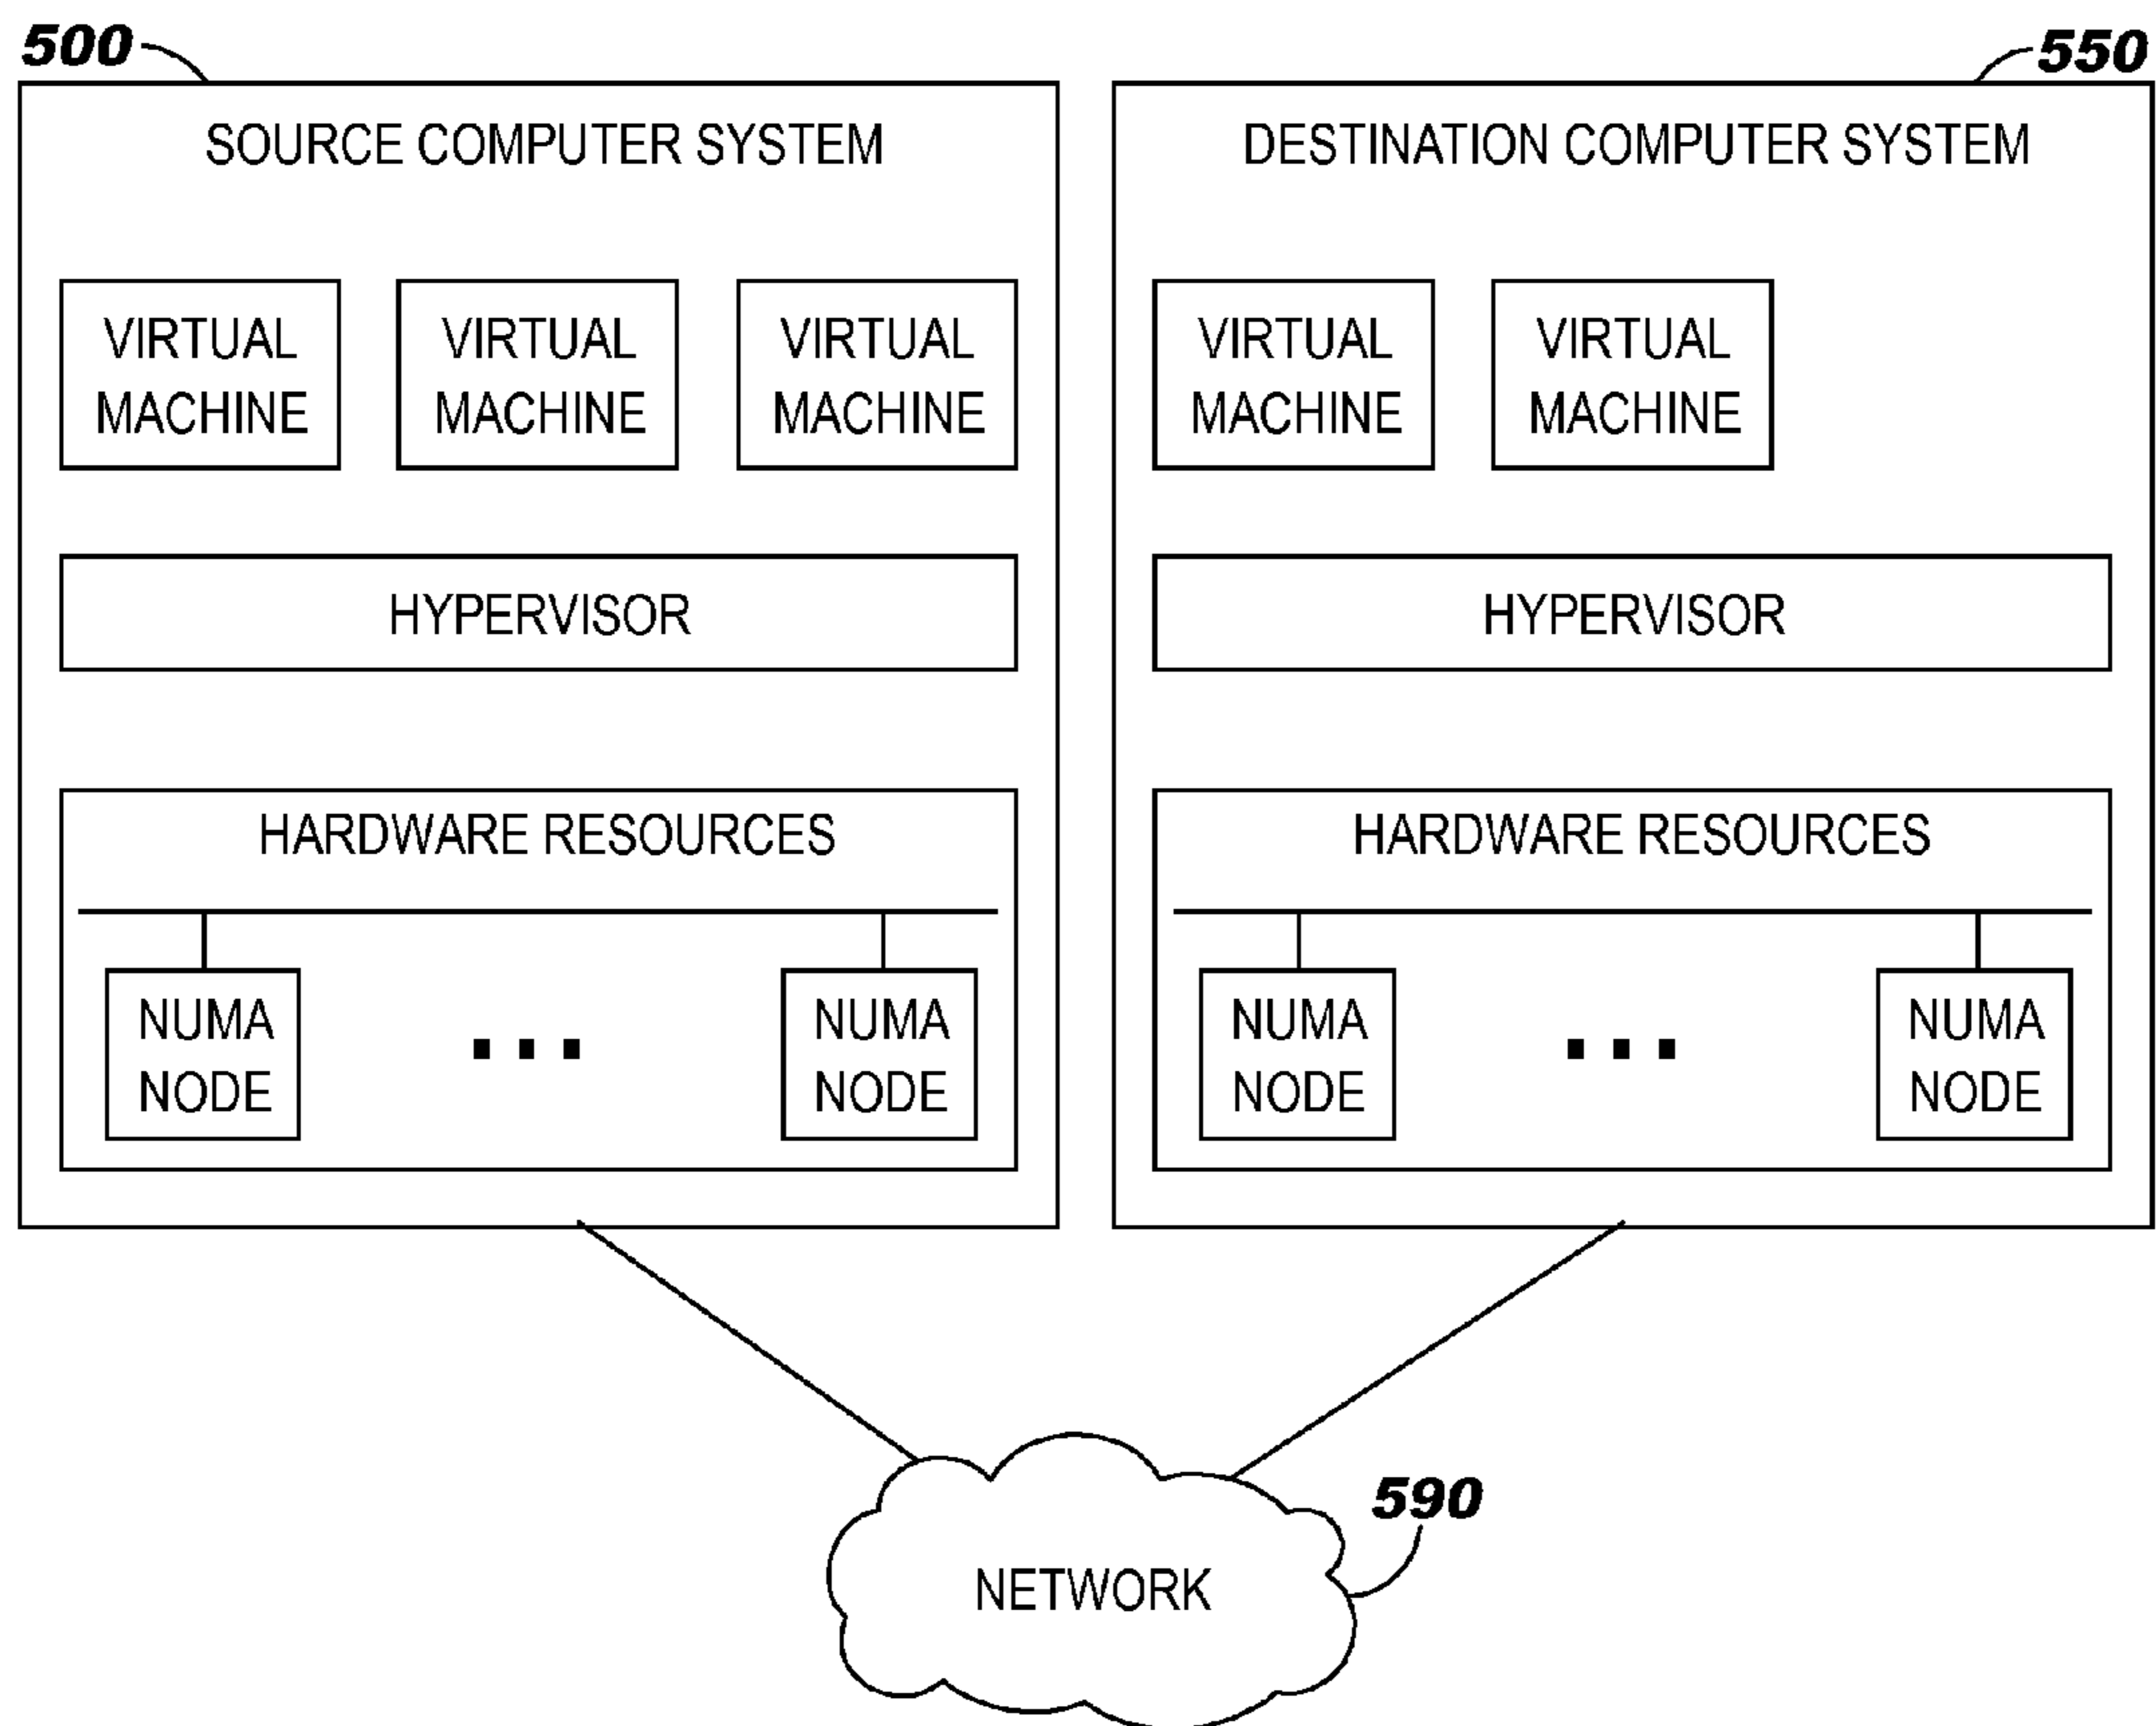 500
550
SOURCE COMPUTER SYSTEM
DESTINATION COMPUTER SYSTEM
VIRTUAL
MACHINE
VIRTUAL
MACHINE
VIRTUAL
MACHINE
VIRTUAL
MACHINE
VIRTUAL
MACHINE
HYPERVISOR
HYPERVISOR
HARDWARE RESOURCES
HARDWARE RESOURCES
NUMA
NODE
NUMA
NODE
NUMA
NODE
NUMA
NODE
590
NETWORK